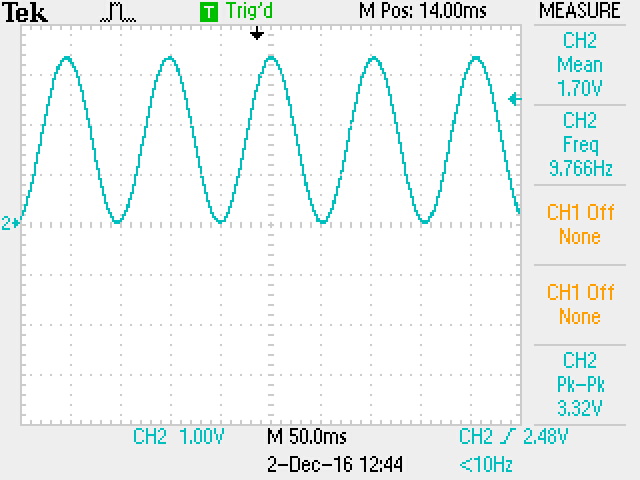 Tek T Trig'd M Pos: 14.00ms MEASURE
CH2
Mean
1.70V
CH2
Freq
9.766Hz
CH1 Off
None
CH1 Off
None
CH2
Pk-Pk
3.32V
2
CH2 1.00V M 50.0ms CH2 2.48V
2-Dec-16 12:44 <10Hz